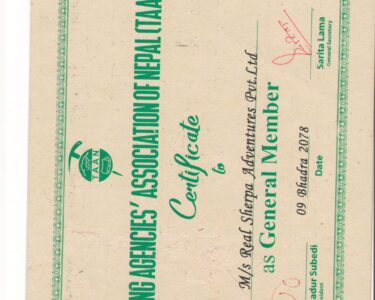 TAAN
NG AGENCIES' ASSOCIATION OF NEPAL (TAA
Certificate
to
M/s Real Sherpa Adventures Pvt.Ltd
as General Member
09 Bhadra 2078
Date
adur Subedi
esident
Sarita Lama
General Secretary